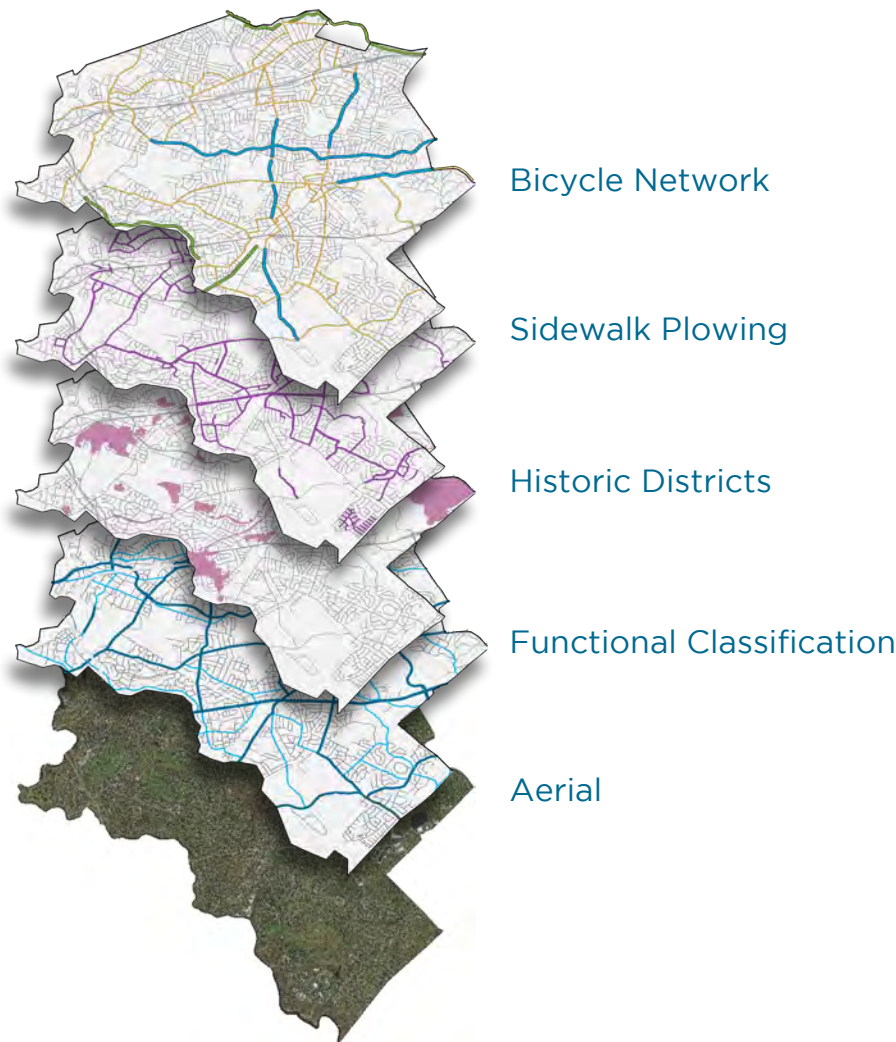 Bicycle Network
Sidewalk Plowing
Historic Districts
Functional Classification
Aerial